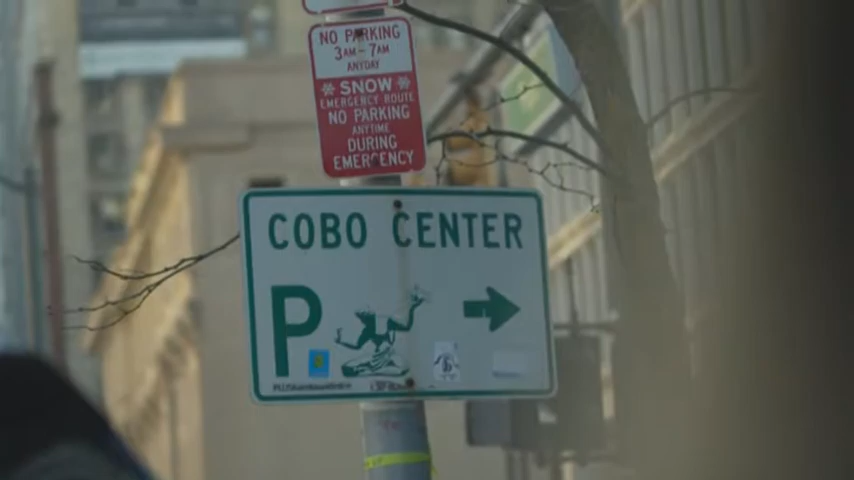 NO PARKING
3AM-7AM
ANYDAY
SNOW
EMERGENCY ROUTE
NO PARKING
ANYTIME
DURING
EMERGENCY
COBO CENTER
P